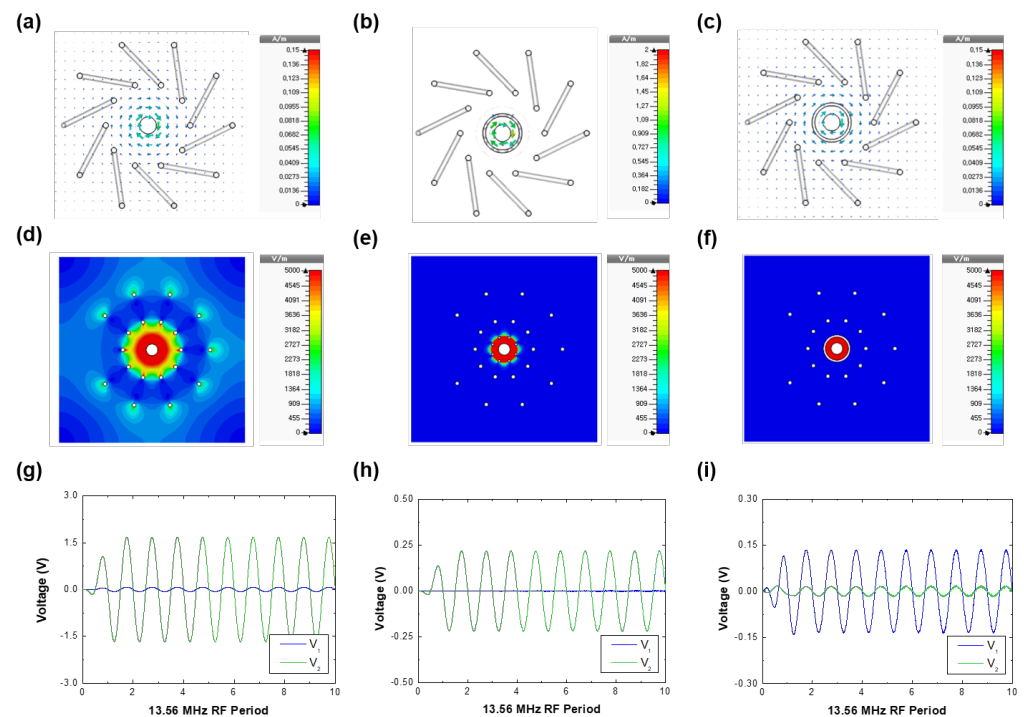 (a)
A/m
0,15
0,136
0,123
0,109
0,0955
0,0818
0,0682
0,0545
0,0409
0,0273
0,0136
0
(b)
A/m
2
1,82
1,64
1,45
1,27
1,09
0,909
0,727
0,545
0,364
0,182
0
(c)
A/m
0,15
0,136
0,123
0,109
0,0955
0,0818
0,0682
0,0545
0,0409
0,0273
0,0136
0
(d)
V/m
5000
4545
4091
3636
3182
2727
2273
1818
1364
909
455
0
(e)
V/m
5000
4545
4091
3636
3182
2727
2273
1818
1364
909
455
0
(f)
V/m
5000
4545
4091
3636
3182
2727
2273
1818
1364
909
455
0
(g)
3.0
1.5
0.0
-1.5
-3.0
Voltage (V)
V1
V2
0 2 4 6 8 10
13.56 MHz RF Period
(h)
0.50
0.25
0.00
-0.25
-0.50
Voltage (V)
V1
V2
0 2 4 6 8 10
13.56 MHz RF Period
(i)
0.30
0.15
0.00
-0.15
-0.30
Voltage (V)
V1
V2
0 2 4 6 8 10
13.56 MHz RF Period